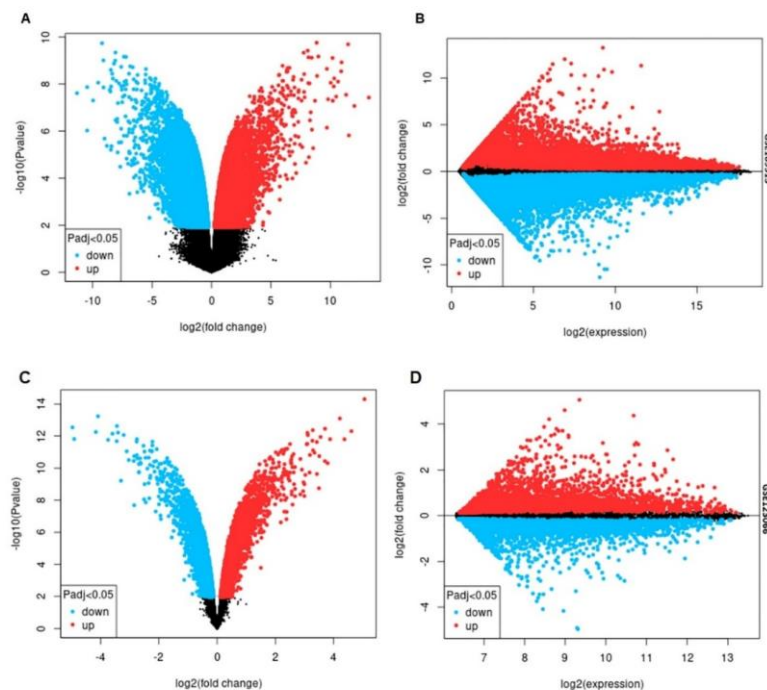 A
10
8
6
4
2
0
-log10(Pvalue)
Padj<0.05
down
up
-10
-5
0
5
10
log2(fold change)
B
10
5
0
-5
-10
log2(fold change)
Padj<0.05
down
up
0
5
10
15
log2(expression)
C
14
12
10
8
6
4
2
0
-log10(Pvalue)
Padj<0.05
down
up
-4
-2
0
2
4
log2(fold change)
D
4
2
0
-2
-4
log2(fold change)
Padj<0.05
down
up
7
8
9
10
11
12
13
log2(expression)